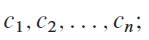 c₁, c₂, . . . , cₙ;